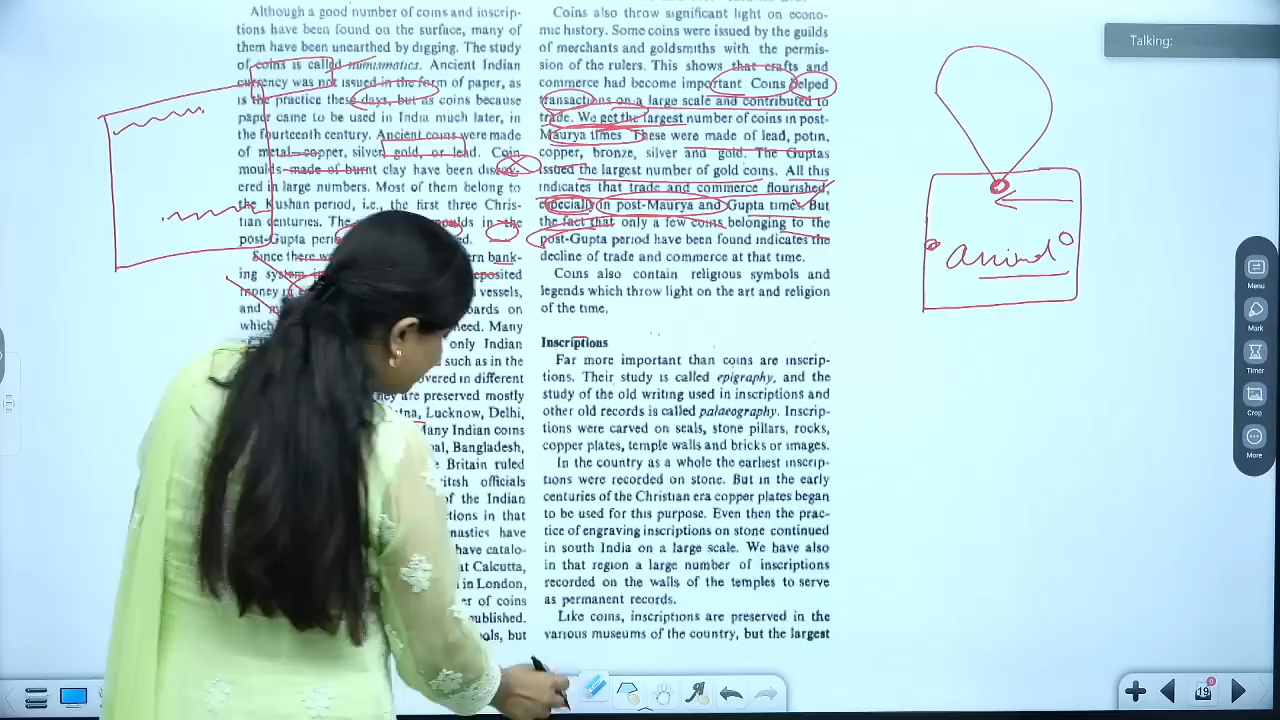 Although a good number of coins and inscrip-
tions have been found on the surface, many of
them have been unearthed by digging. The study
of coins is called numismatics. Ancient Indian
currency was not issued in the form of paper, as
is the practice these days, but as coins because
paper came to be used in India much later, in
the fourteenth century. Ancient coins were made
of metal—copper, silver, gold, or lead. Coin
moulds made of burnt clay have been discov-
ered in large numbers. Most of them belong to
the Kushan period, i.e., the first three Chris-
tian centuries. The in the
post-Gupta
Since there bank-
ing system deposited
money in vessels,
and on
which need. Many
only Indian
such as in the
in different
are preserved mostly
Lucknow, Delhi,
Many Indian coins
Bangladesh,
Britain ruled
officials
of the Indian
in that
have
have catalo-
at Calcutta,
in London,
of coins
published.
but
Coins also throw significant light on econo-
mic history. Some coins were issued by the guilds
of merchants and goldsmiths with the permis-
sion of the rulers. This shows that crafts and
commerce had become important Coins helped
transactions on a large scale and contributed to
trade. We get the largest number of coins in post-
Maurya times These were made of lead, potin,
copper, bronze, silver and gold. The Guptas
issued the largest number of gold coins. All this
indicates that trade and commerce flourished,
especially in post-Maurya and Gupta times. But
the fact that only a few coins belonging to the
post-Gupta period have been found indicates the
decline of trade and commerce at that time.
Coins also contain religious symbols and
legends which throw light on the art and religion
of the time.
Inscriptions
Far more important than coins are inscrip-
tions. Their study is called epigraphy, and the
study of the old writing used in inscriptions and
other old records is called palaeography. Inscrip-
tions were carved on seals, stone pillars, rocks,
copper plates, temple walls and bricks or images.
In the country as a whole the earliest inscrip-
tions were recorded on stone. But in the early
centuries of the Christian era copper plates began
to be used for this purpose. Even then the prac-
tice of engraving inscriptions on stone continued
in south India on a large scale. We have also
in that region a large number of inscriptions
recorded on the walls of the temples to serve
as permanent records.
Like coins, inscriptions are preserved in the
various museums of the country, but the largest
Talking:
Menu
Mark
Timer
Crop
More
19